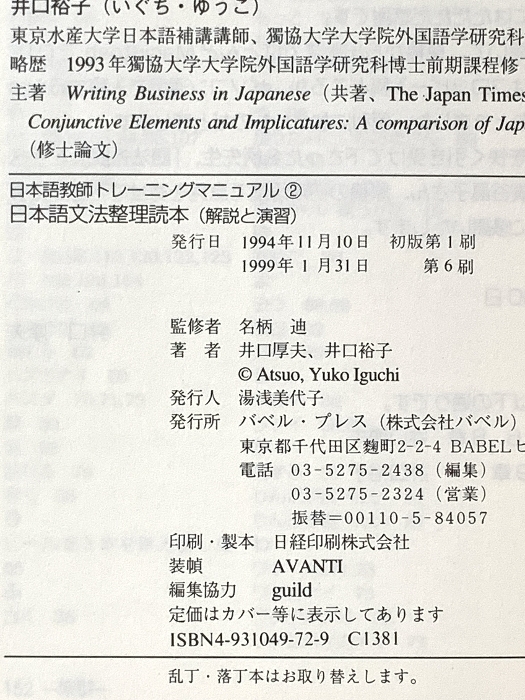 井口裕子（いぐち・ゆうこ）
東京水産大学日本語補講講師、獨協大学大学院外国語学研究科
略歴　1993年獨協大学大学院外国語学研究科博士前期課程修
主著　Writing Business in Japanese（共著、The Japan Times
Conjunctive Elements and Implicatures: A comparison of Jap
（修士論文）
日本語教師トレーニングマニュアル②
日本語文法整理読本（解説と演習）
発行日　1994年11月10日　初版第1刷
1999年 1月31日　第6刷
監修者　名柄　迪
著　者　井口厚夫、井口裕子
© Atsuo, Yuko Iguchi
発行人　湯浅美代子
発行所　バベル・プレス（株式会社バベル）
東京都千代田区麹町2-2-4 BABELビ
電話　03-5275-2438（編集）
03-5275-2324（営業）
振替=00110-5-84057
印刷・製本　日経印刷株式会社
装幀　AVANTI
編集協力　guild
定価はカバー等に表示してあります
ISBN4-931049-72-9　C1381
乱丁・落丁本はお取り替えします。